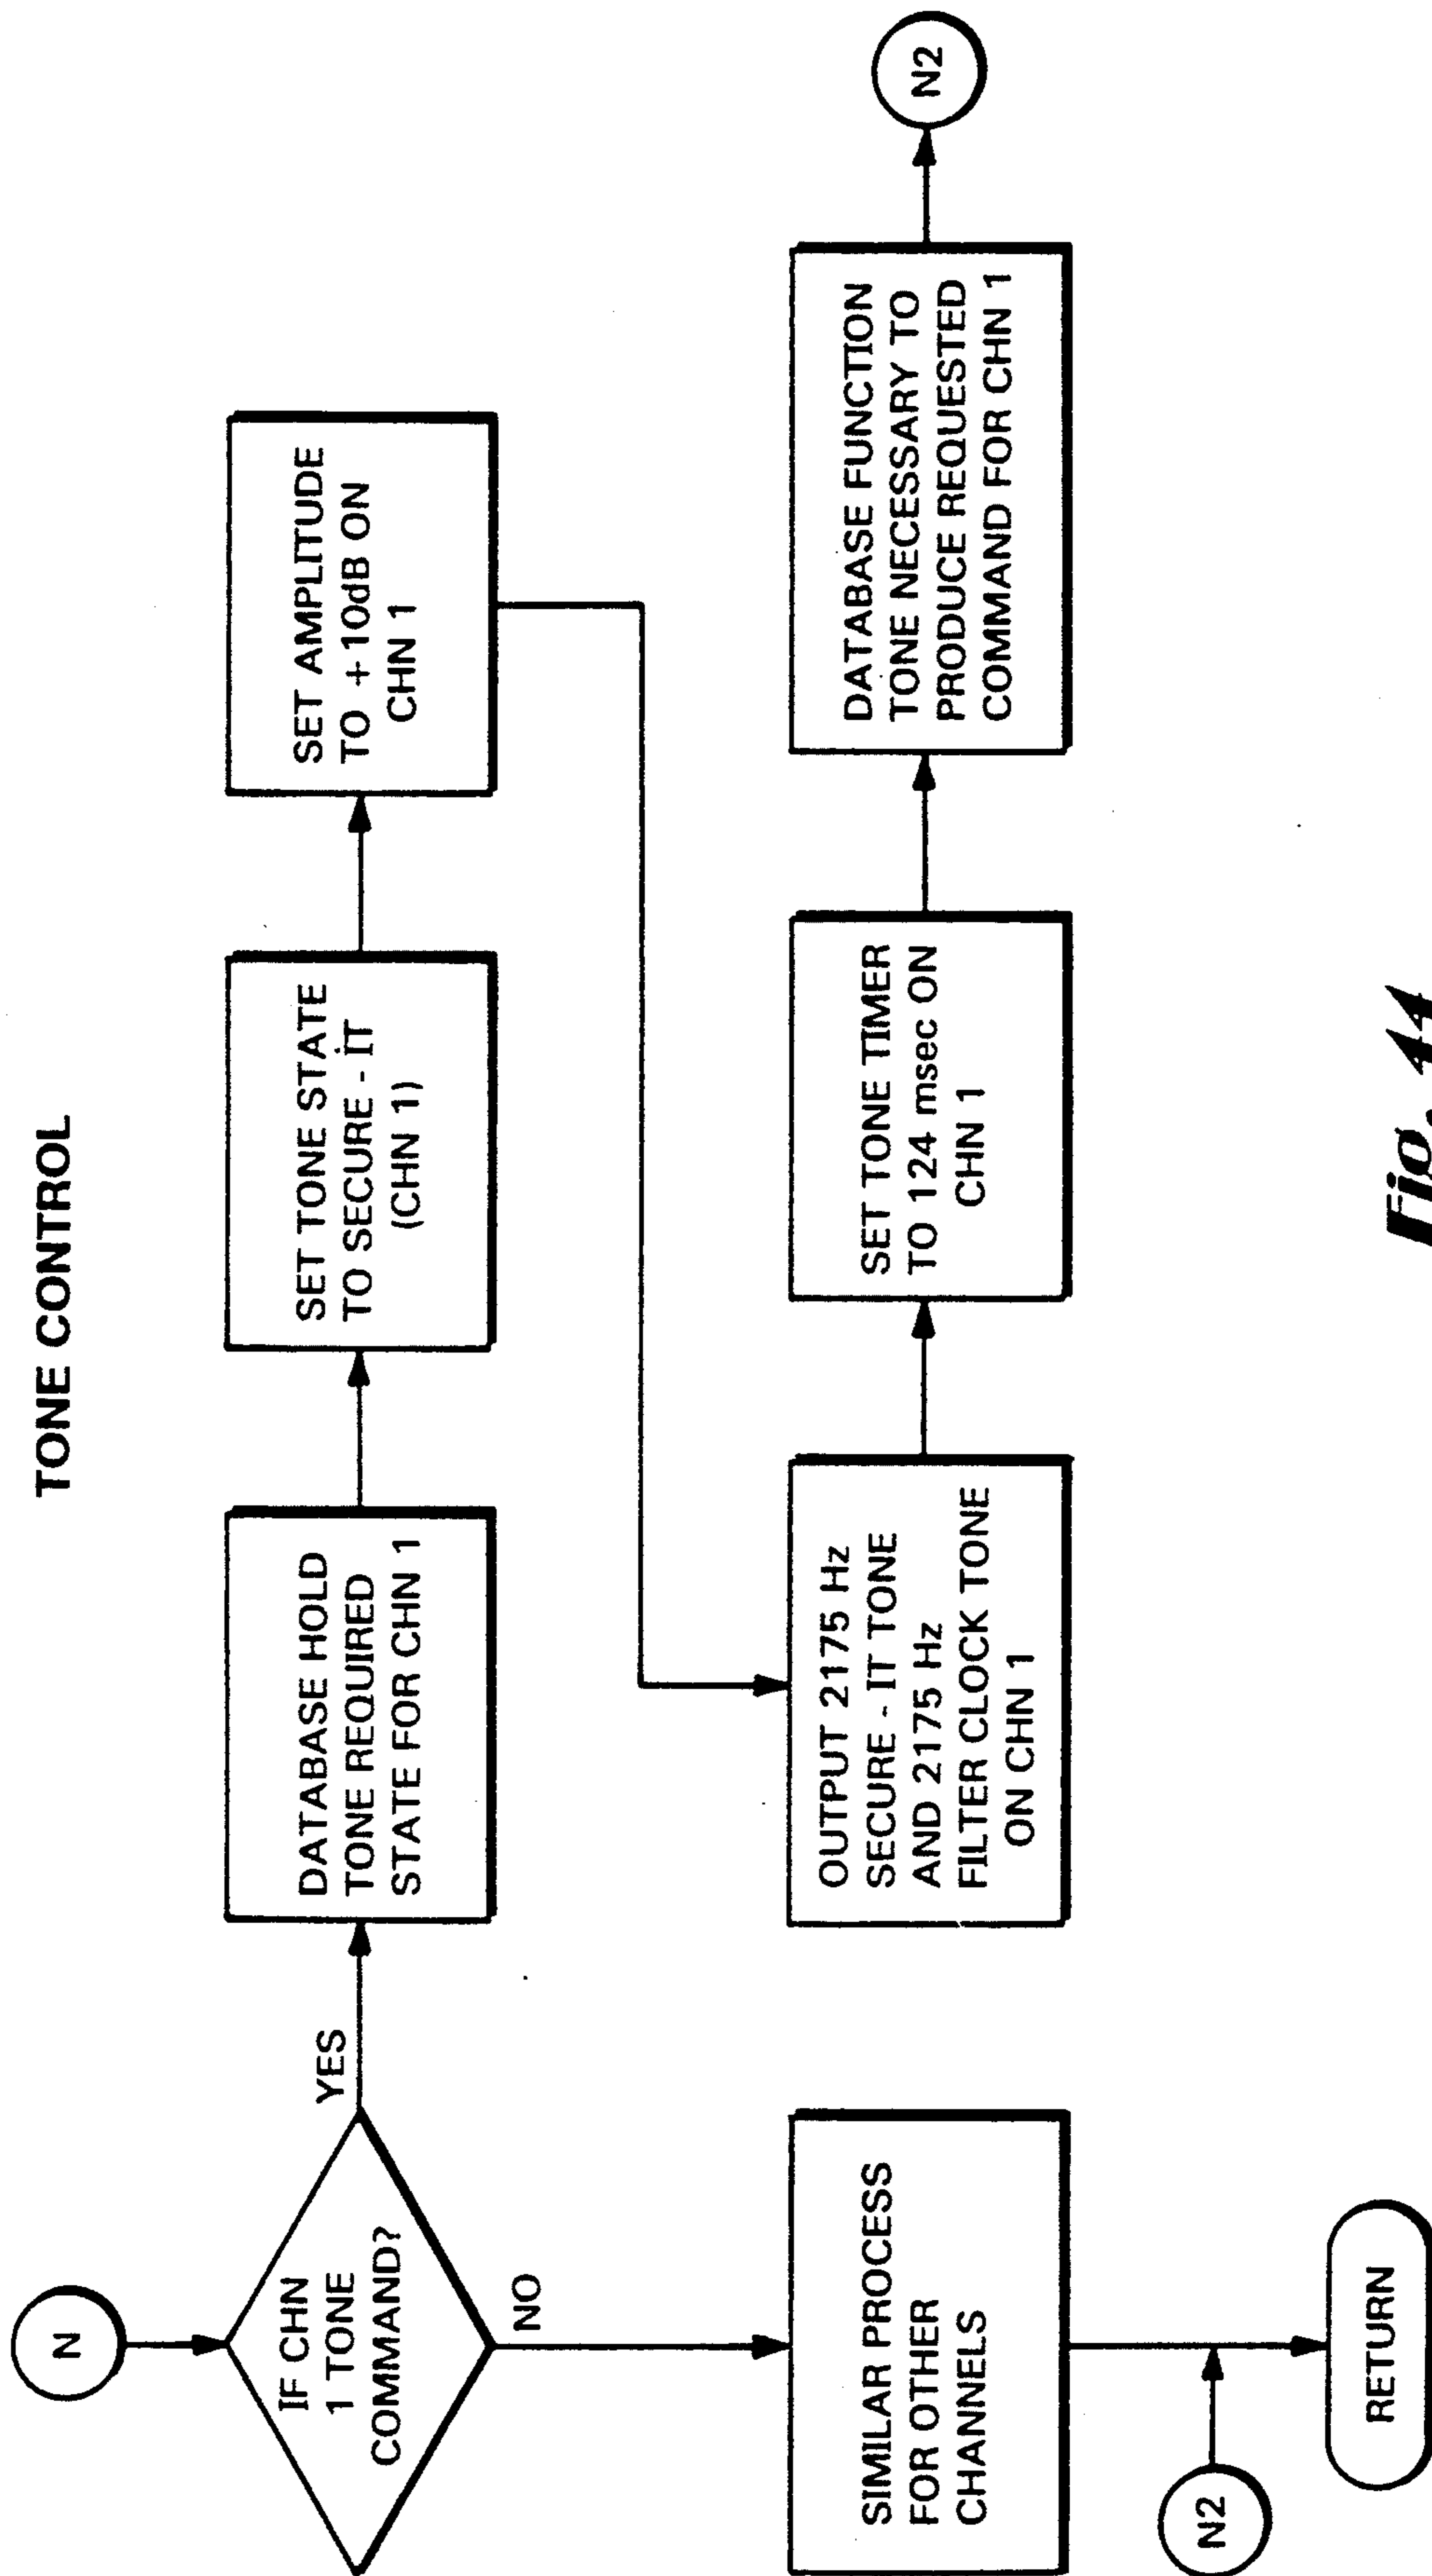 TONE CONTROL
N
IF CHN
1 TONE
COMMAND?
YES
DATABASE HOLD
TONE REQUIRED
STATE FOR CHN 1
SET TONE STATE
TO SECURE - IT
(CHN 1)
SET AMPLITUDE
TO +10dB ON
CHN 1
NO
SIMILAR PROCESS
FOR OTHER
CHANNELS
OUTPUT 2175 Hz
SECURE - IT TONE
AND 2175 Hz
FILTER CLOCK TONE
ON CHN 1
SET TONE TIMER
TO 124 msec ON
CHN 1
DATABASE FUNCTION
TONE NECESSARY TO
PRODUCE REQUESTED
COMMAND FOR CHN 1
N2
N2
RETURN
Fig. 44